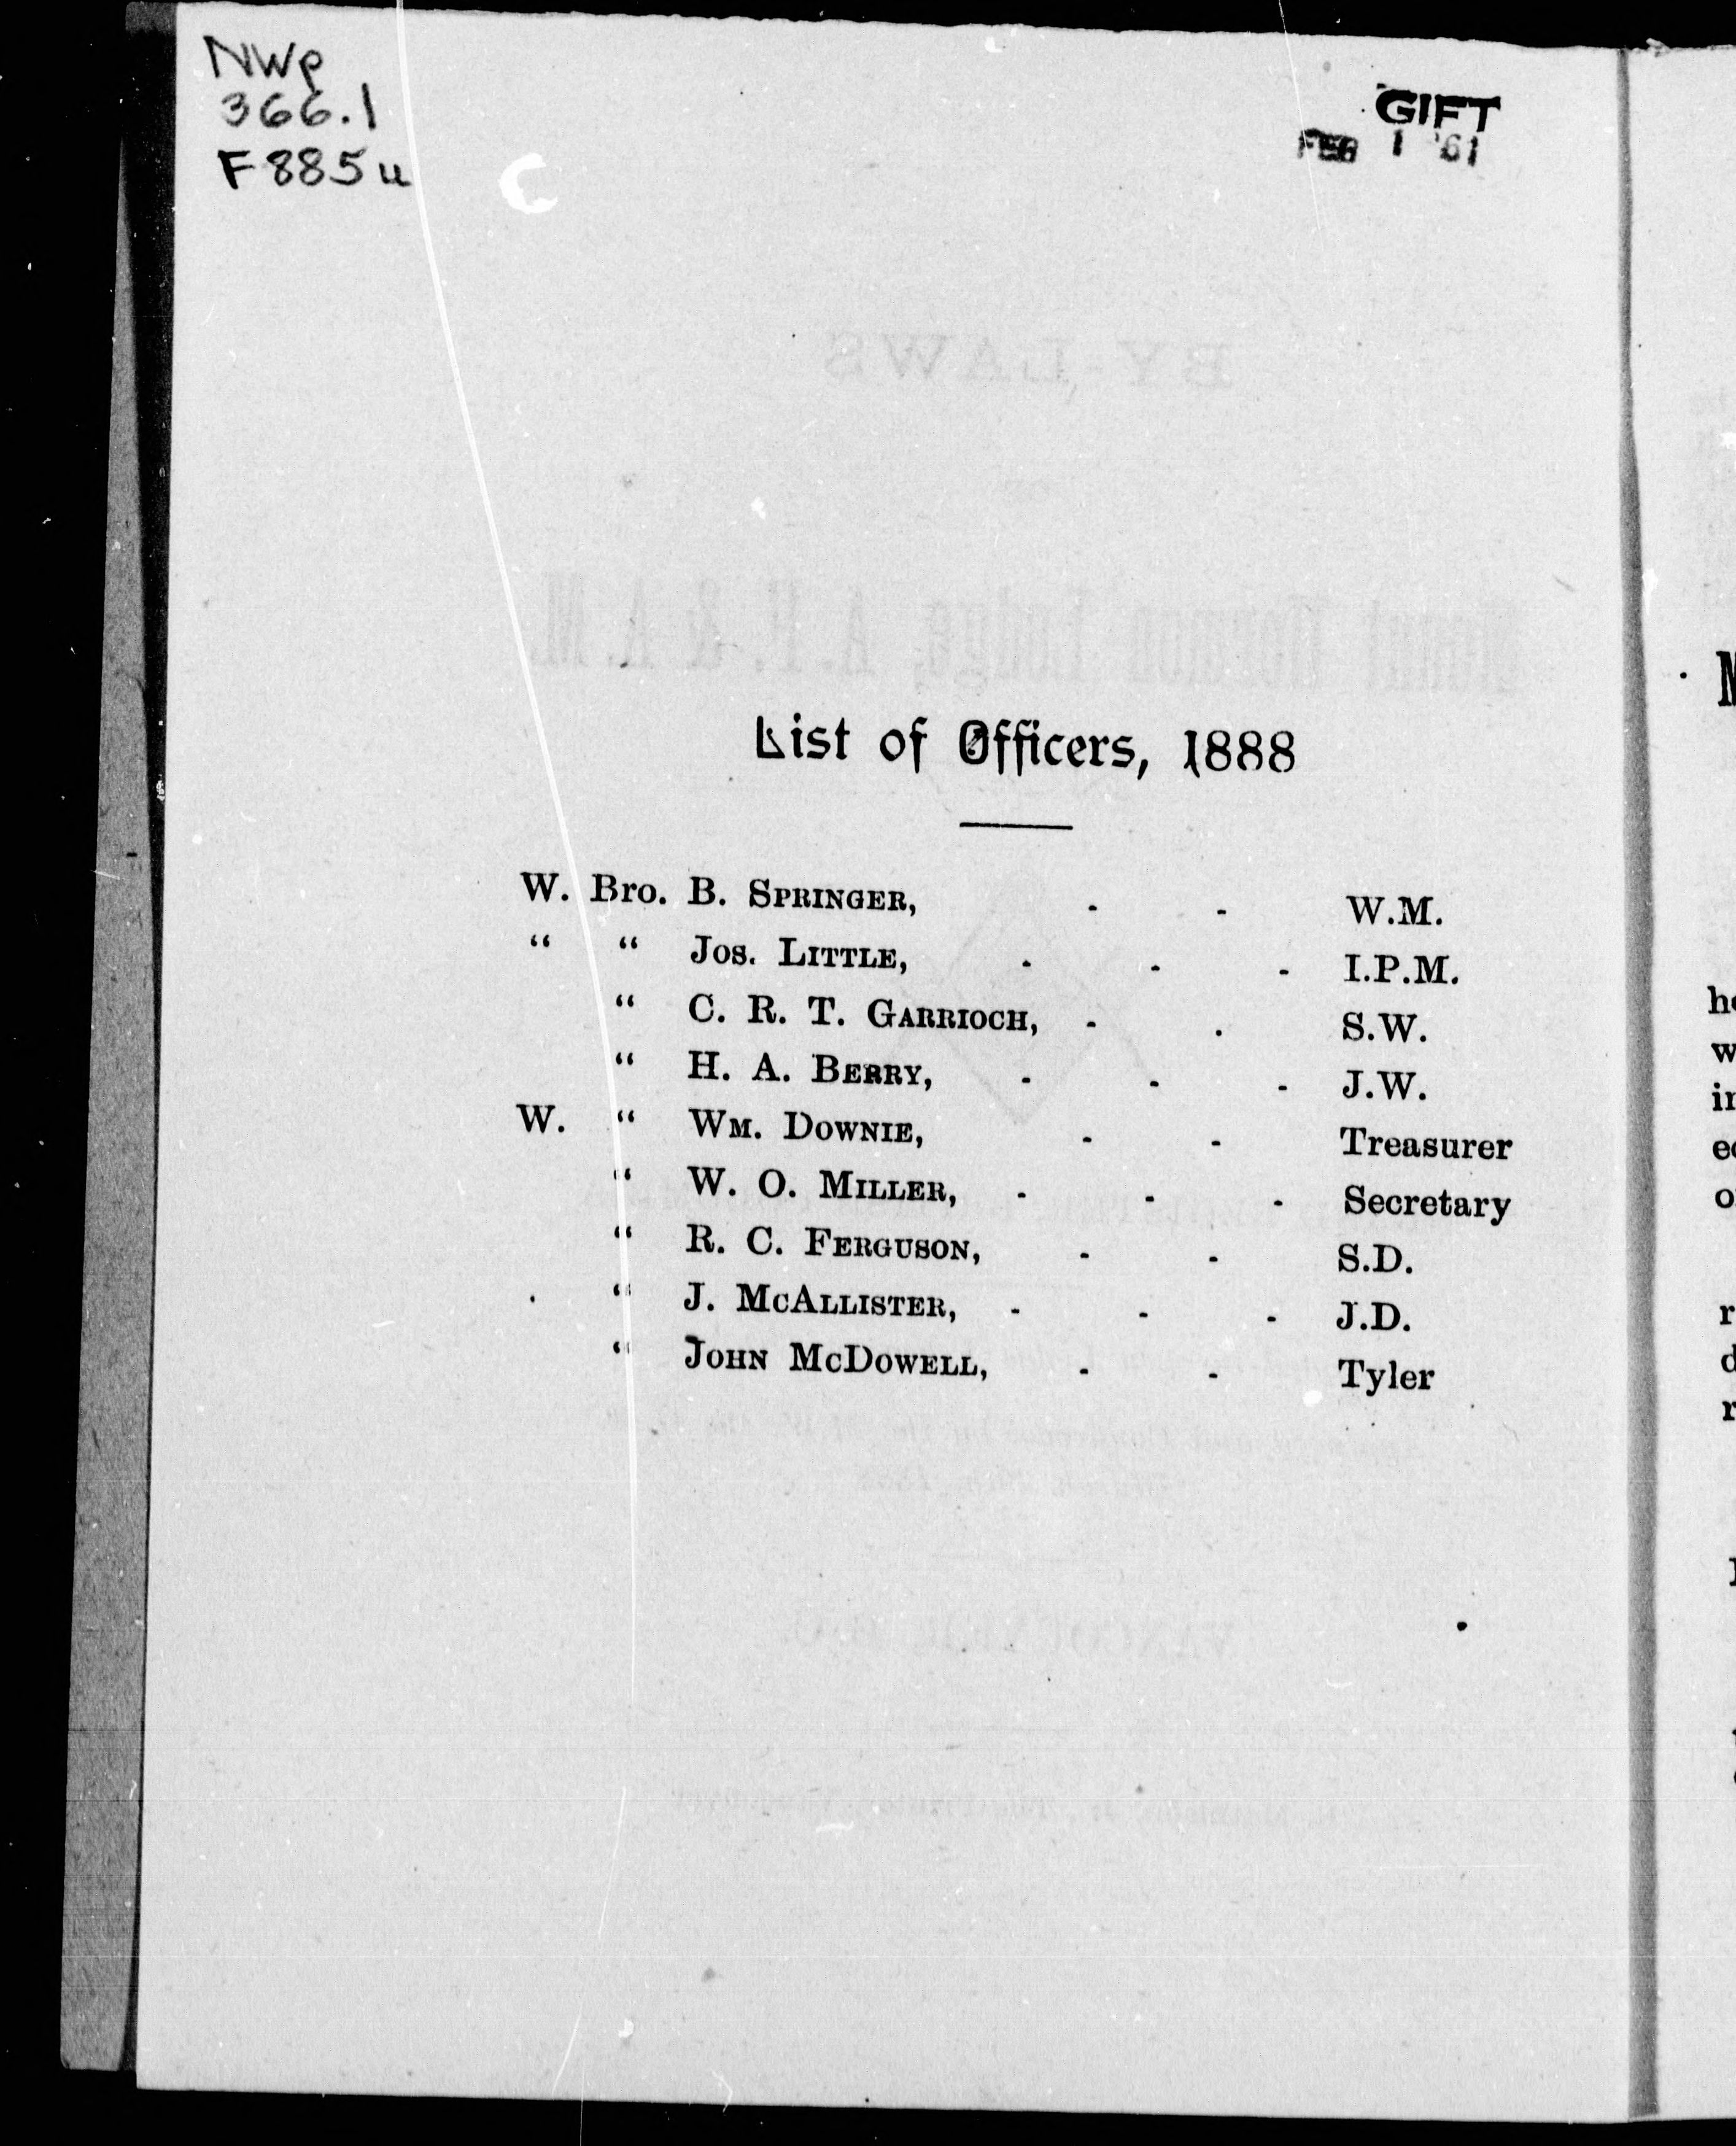 NWp
366.1
F885u
GIFT
FEB 1 '61
List of Officers, 1888
W. Bro. B. SPRINGER, - - W.M.
“ “ JOS. LITTLE, - - - I.P.M.
“ C. R. T. GARRIOCH, - - S.W.
“ H. A. BERRY, - - - J.W.
W. “ WM. DOWNIE, - - Treasurer
“ W. O. MILLER, - - - Secretary
“ R. C. FERGUSON, - - S.D.
“ J. MCALLISTER, - - - J.D.
“ JOHN MCDOWELL, - - Tyler